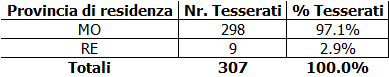 Provincia di residenza Nr. Tesserati % Tesserati
MO 298 97.1%
RE 9 2.9%
Totali 307 100.0%